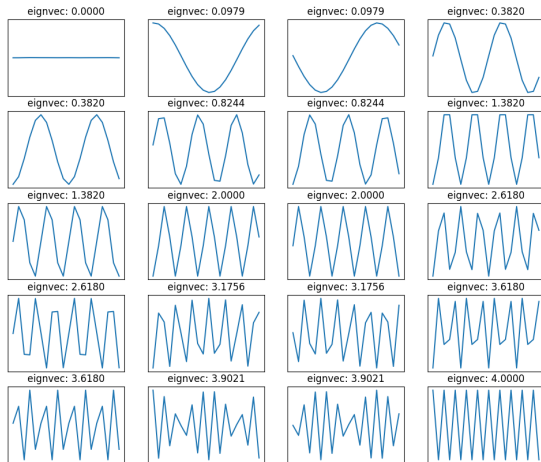 eignvec: 0.0000 eignvec: 0.0979 eignvec: 0.0979 eignvec: 0.3820
eignvec: 0.3820 eignvec: 0.8244 eignvec: 0.8244 eignvec: 1.3820
eignvec: 1.3820 eignvec: 2.0000 eignvec: 2.0000 eignvec: 2.6180
eignvec: 2.6180 eignvec: 3.1756 eignvec: 3.1756 eignvec: 3.6180
eignvec: 3.6180 eignvec: 3.9021 eignvec: 3.9021 eignvec: 4.0000